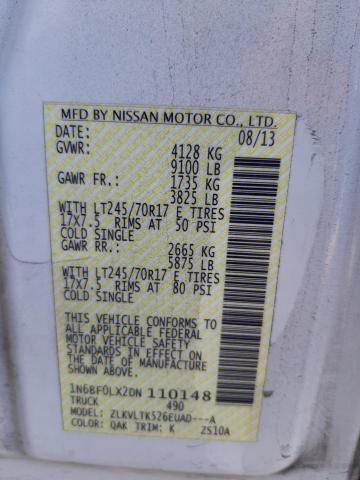 MFD BY NISSAN MOTOR CO., LTD.
DATE: 08/13
GVWR: 4128 KG
9100 LB
GAWR FR.: 1735 KG
3825 LB
WITH LT245/70R17 E TIRES
17X7.5 RIMS AT 50 PSI
COLD SINGLE
GAWR RR.: 2665 KG
5875 LB
WITH LT245/70R17 E TIRES
17X7.5 RIMS AT 80 PSI
COLD SINGLE
THIS VEHICLE CONFORMS TO
ALL APPLICABLE FEDERAL
MOTOR VEHICLE SAFETY
STANDARDS IN EFFECT ON
THE DATE OF MANUFACTURE
SHOWN ABOVE.
1N6BF0LX2DN 110148
TRUCK 490
MODEL: ZLKVLTK526EUAD---A
COLOR: QAK TRIM: K 2S10A